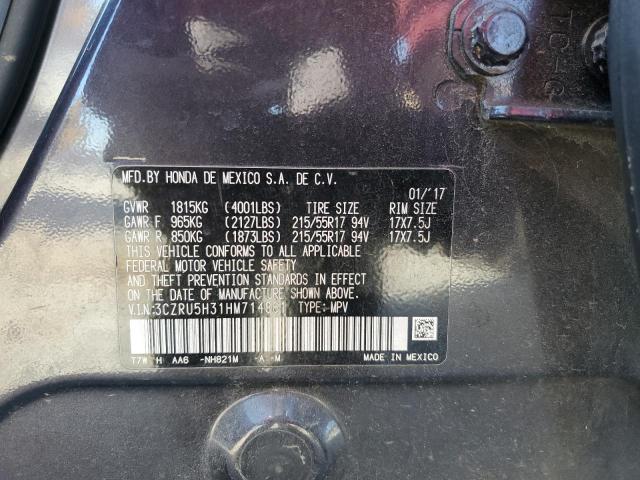 MFD.BY HONDA DE MEXICO S.A. DE C.V.
01/'17
GVWR 1815KG (4001LBS) TIRE SIZE RIM SIZE
GAWR F 965KG (2127LBS) 215/55R17 94V 17X7.5J
GAWR R 850KG (1873LBS) 215/55R17 94V 17X7.5J
THIS VEHICLE CONFORMS TO ALL APPLICABLE
FEDERAL MOTOR VEHICLE SAFETY
AND THEFT PREVENTION STANDARDS IN EFFECT
ON THE DATE OF MANUFACTURE SHOWN ABOVE.
V.I.N: TYPE: MPV
AA6 -NH821M -A -M MADE IN MEXICO